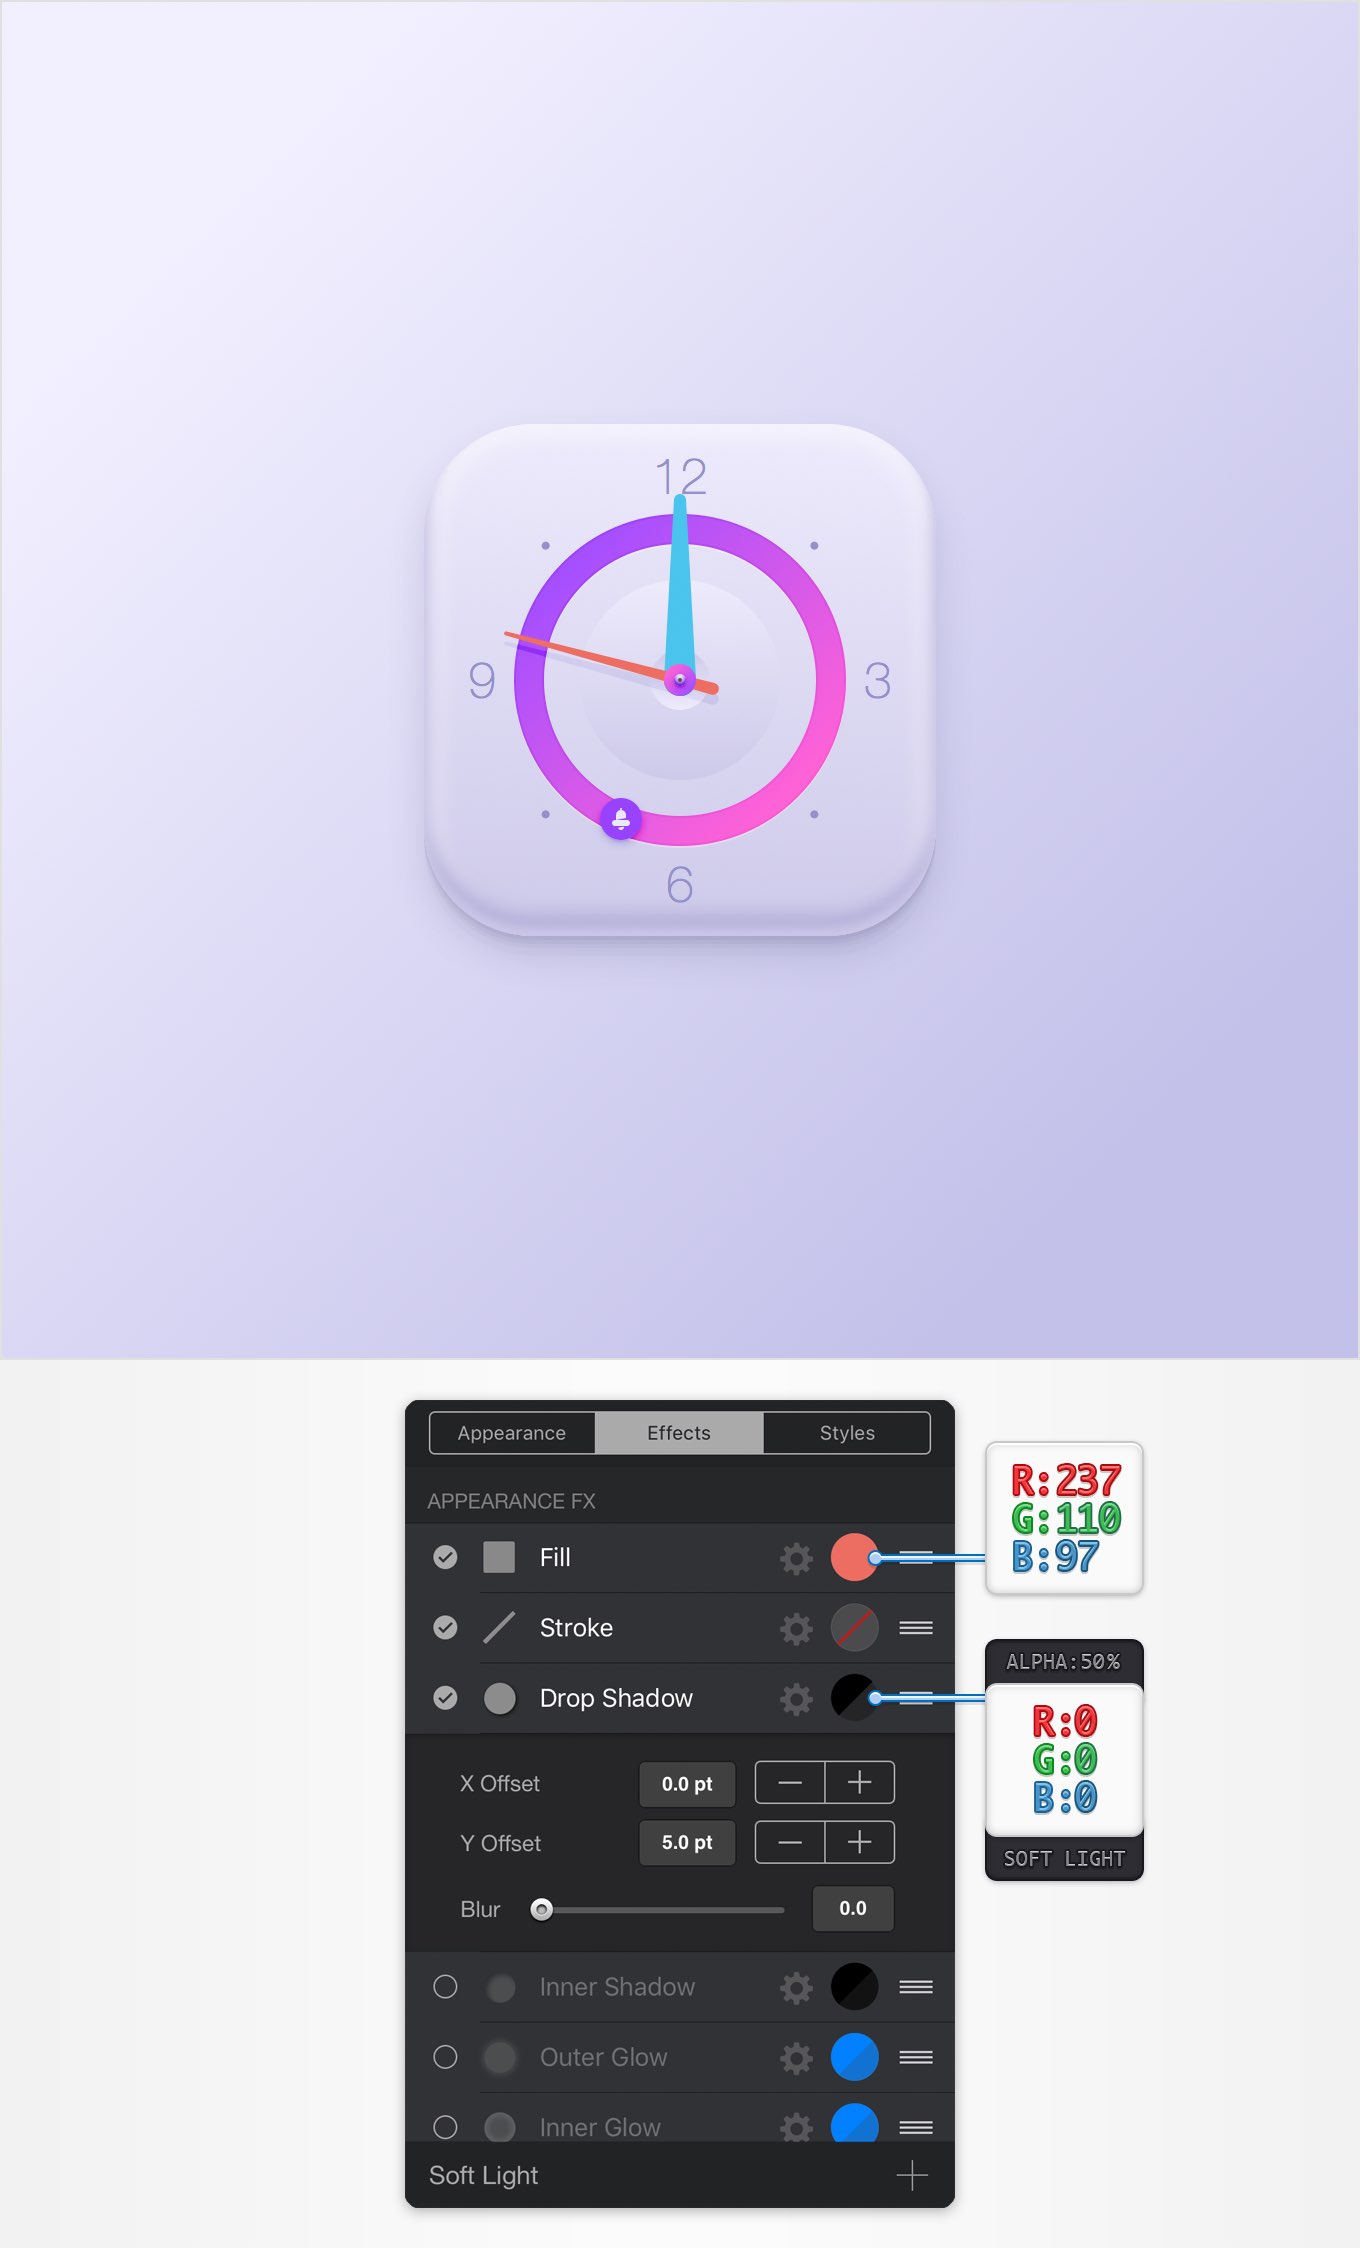 12
9
3
6
Appearance
Effects
Styles
APPEARANCE FX
Fill
R:237
G:110
B:97
Stroke
Drop Shadow
ALPHA:50%
R:0
G:0
B:0
SOFT LIGHT
X Offset
0.0 pt
Y Offset
5.0 pt
Blur
0.0
Inner Shadow
Outer Glow
Inner Glow
Soft Light